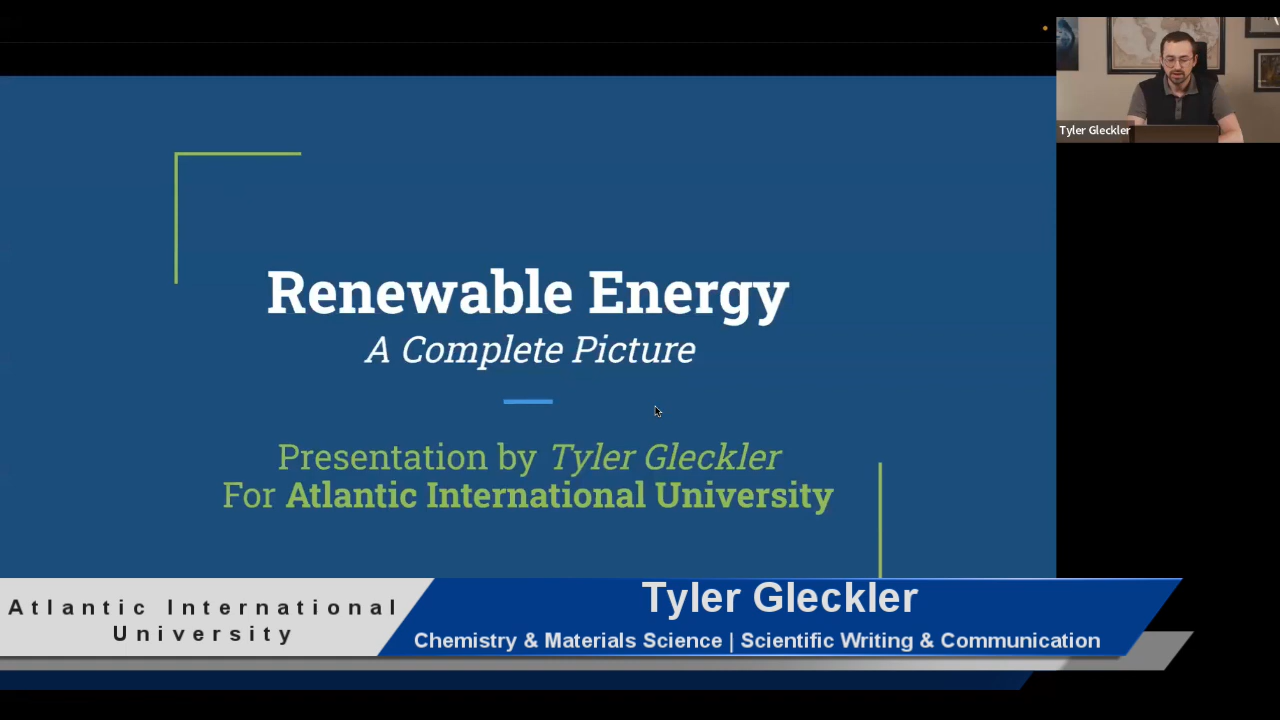 Tyler Gleckler
Renewable Energy
A Complete Picture
Presentation by Tyler Gleckler
For Atlantic International University
Atlantic International
University
Tyler Gleckler
Chemistry & Materials Science | Scientific Writing & Communication